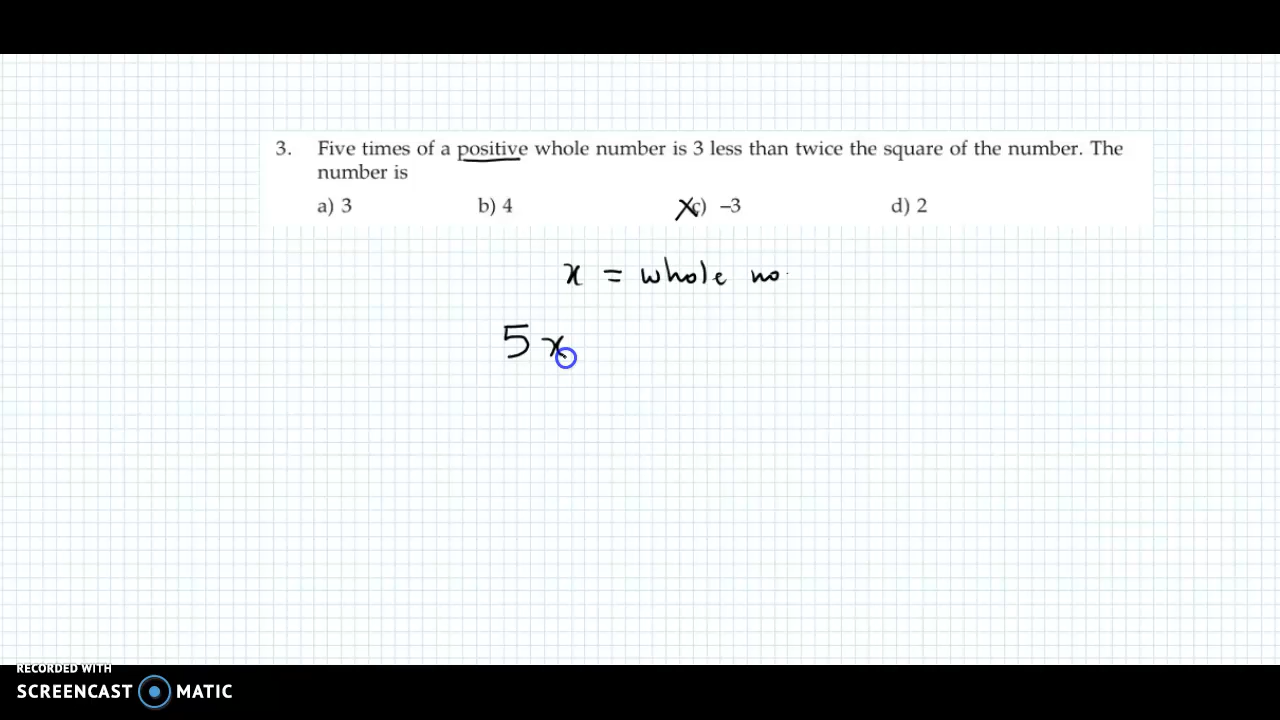 3. Five times of a positive whole number is 3 less than twice the square of the number. The
number is
a) 3 b) 4 c) –3 d) 2
x = whole no.
5x
RECORDED WITH
SCREENCAST MATIC